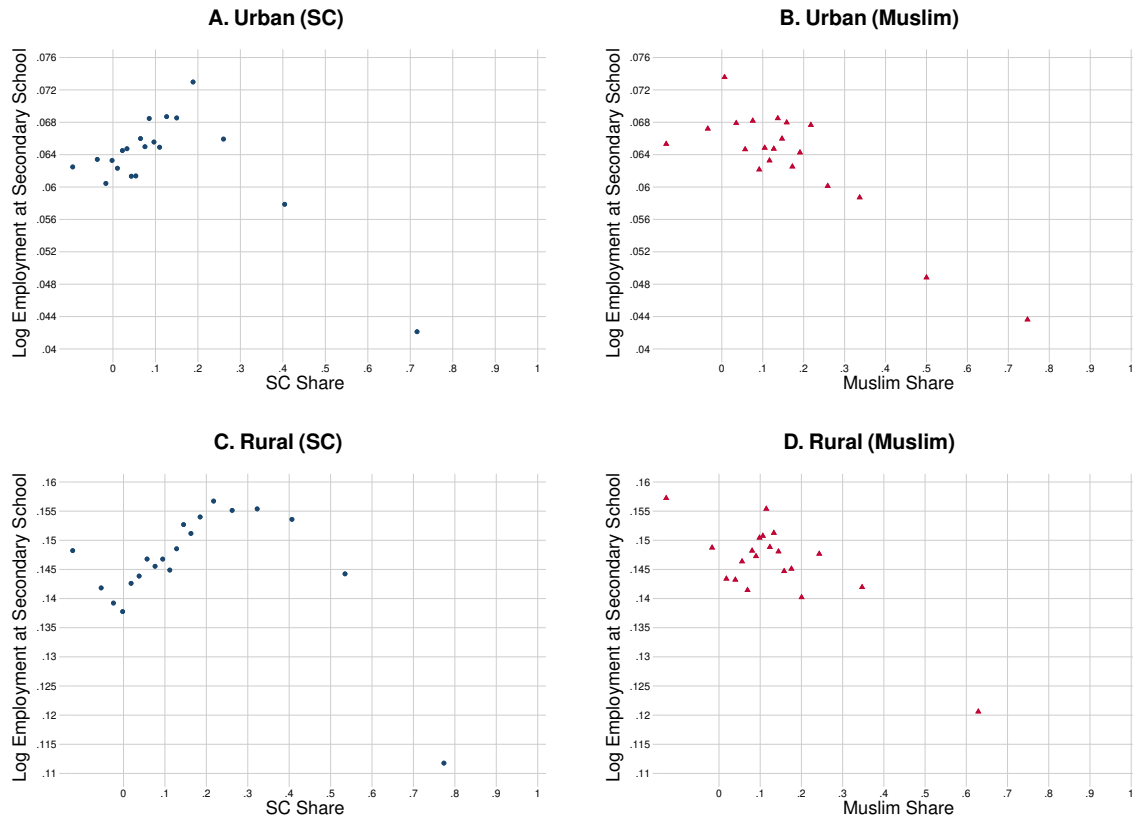 A. Urban (SC)
Log Employment at Secondary School
.076
.072
.068
.064
.06
.056
.052
.048
.044
.04
0 .1 .2 .3 .4 .5 .6 .7 .8 .9 1
SC Share
B. Urban (Muslim)
Log Employment at Secondary School
.076
.072
.068
.064
.06
.056
.052
.048
.044
.04
0 .1 .2 .3 .4 .5 .6 .7 .8 .9 1
Muslim Share
C. Rural (SC)
Log Employment at Secondary School
.16
.155
.15
.145
.14
.135
.13
.125
.12
.115
.11
0 .1 .2 .3 .4 .5 .6 .7 .8 .9 1
SC Share
D. Rural (Muslim)
Log Employment at Secondary School
.16
.155
.15
.145
.14
.135
.13
.125
.12
.115
.11
0 .1 .2 .3 .4 .5 .6 .7 .8 .9 1
Muslim Share